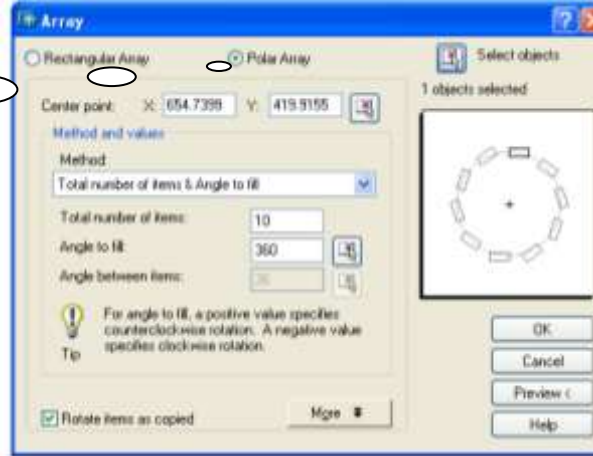 Array
Rectangular Array
Polar Array
Select objects
1 objects selected
Center point: X: 654.7399 Y: 419.9155
Method and values
Method:
Total number of items & Angle to fill
Total number of items: 10
Angle to fill: 360
Angle between items: 36
For angle to fill, a positive value specifies
counterclockwise rotation. A negative value
specifies clockwise rotation.
Tip
Rotate items as copied
More
OK
Cancel
Preview <
Help